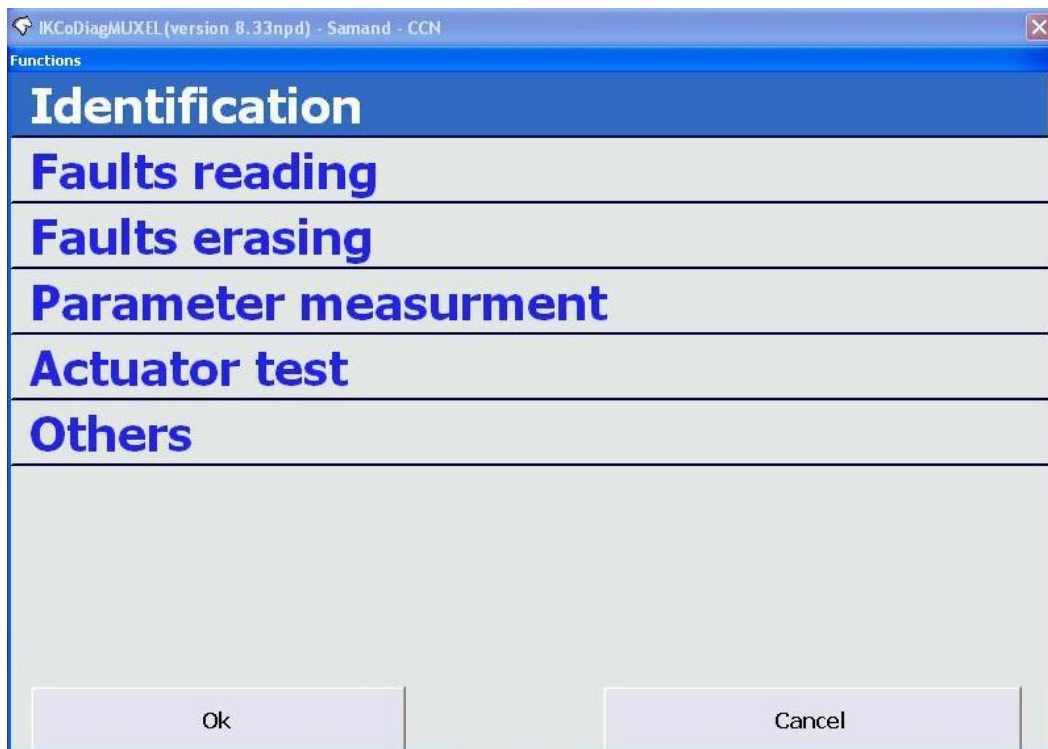 IKCoDiagMUXEL(version 8.33npd) - Samand - CCN
Functions
Identification
Faults reading
Faults erasing
Parameter measurment
Actuator test
Others
Ok
Cancel